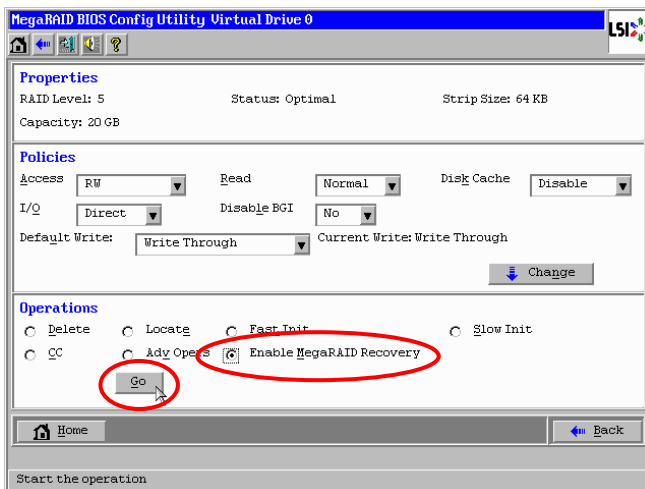 MegaRAID BIOS Config Utility Virtual Drive 0
LSI
Properties
RAID Level: 5 Status: Optimal Strip Size: 64 KB
Capacity: 20 GB
Policies
Access RW Read Normal Disk Cache Disable
I/O Direct Disable BGI No
Default Write: Write Through Current Write: Write Through
Change
Operations
Delete Locate Fast Init Slow Init
CC Adv Opers Enable MegaRAID Recovery
Go
Home Back
Start the operation